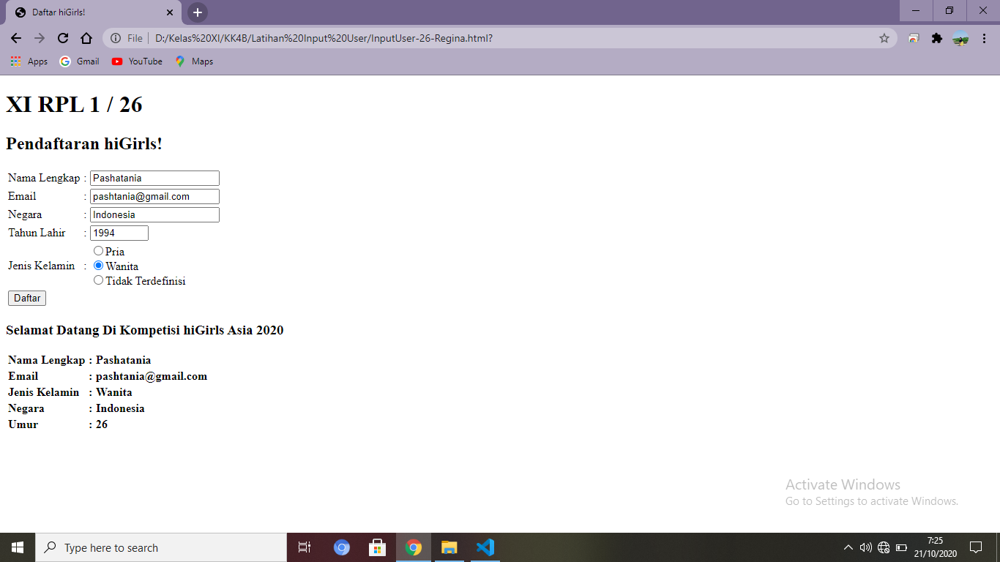 Daftar hiGirls!
File D:/Kelas%20XI/KK4B/Latihan%20Input%20User/InputUser-26-Regina.html?
Apps Gmail YouTube Maps
XI RPL 1 / 26
Pendaftaran hiGirls!
Nama Lengkap : Pashatania
Email : pashtania@gmail.com
Negara : Indonesia
Tahun Lahir : 1994
Pria
Jenis Kelamin : Wanita
Tidak Terdefinisi
Daftar
Selamat Datang Di Kompetisi hiGirls Asia 2020
Nama Lengkap : Pashatania
Email : pashtania@gmail.com
Jenis Kelamin : Wanita
Negara : Indonesia
Umur : 26
Activate Windows
Go to Settings to activate Windows.
Type here to search
7:25
21/10/2020